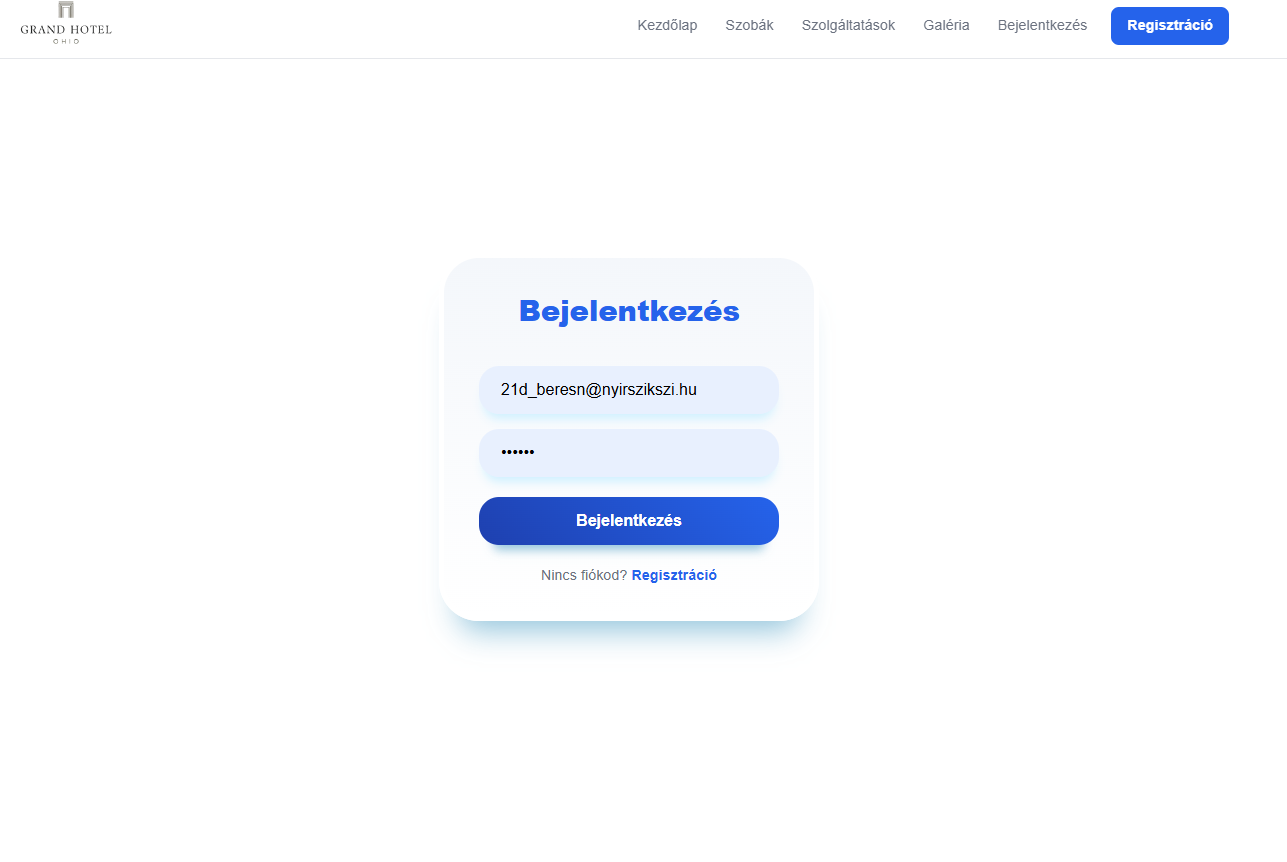 GRAND HOTEL
OHIO
Kezdőlap Szobák Szolgáltatások Galéria Bejelentkezés Regisztráció
Bejelentkezés
21d_beresn@nyirszikszi.hu
••••••
Bejelentkezés
Nincs fiókod? Regisztráció